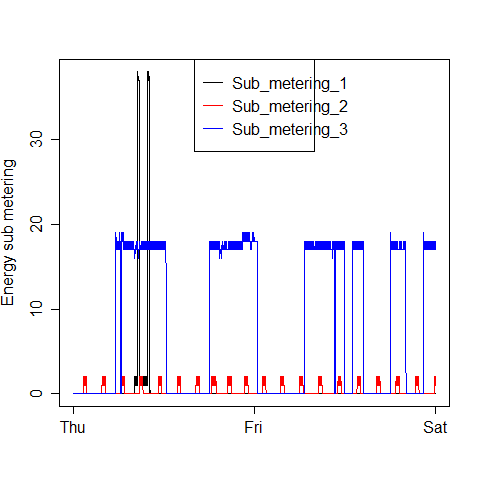 Sub_metering_1
Sub_metering_2
Sub_metering_3
Energy sub metering
30
20
10
0
Thu Fri Sat